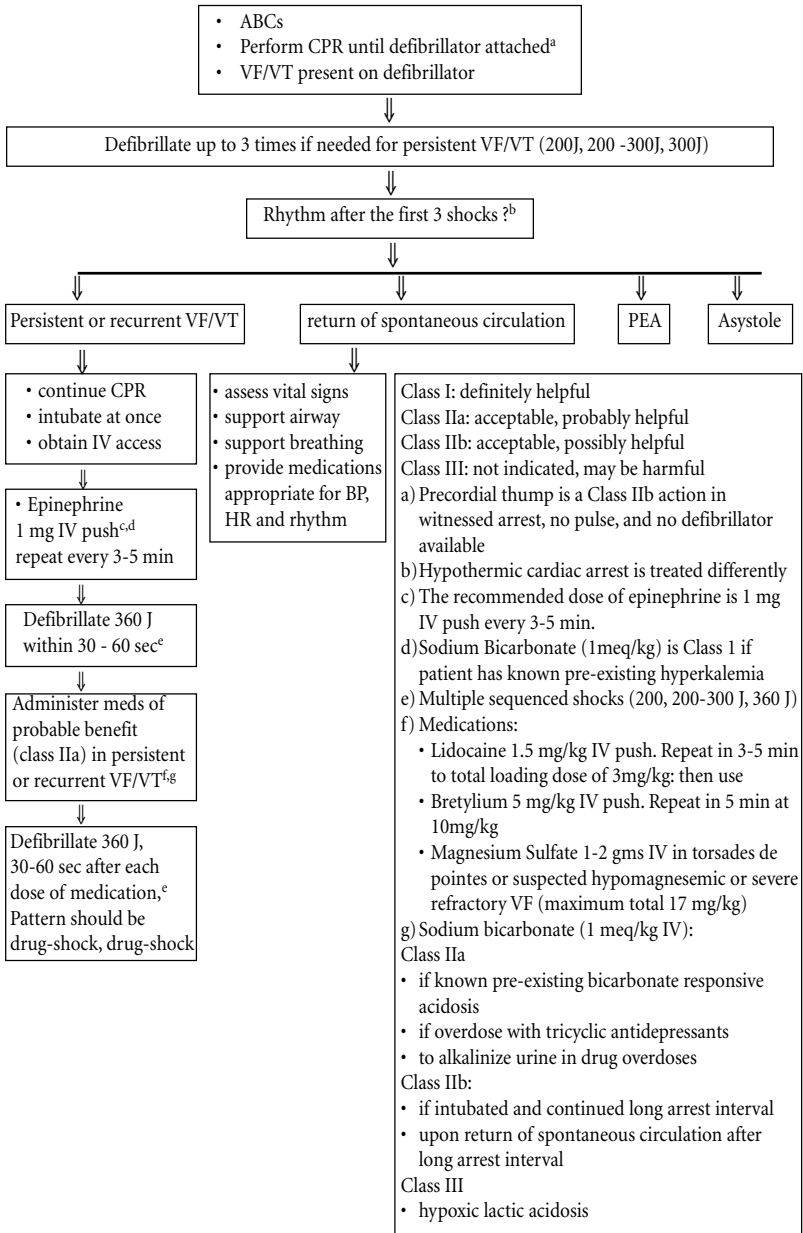 • ABCs
• Perform CPR until defibrillator attachedᵃ
• VF/VT present on defibrillator
Defibrillate up to 3 times if needed for persistent VF/VT (200J, 200 -300J, 300J)
Rhythm after the first 3 shocks ?ᵇ
Persistent or recurrent VF/VT
return of spontaneous circulation
PEA
Asystole
• continue CPR
• intubate at once
• obtain IV access
• Epinephrine
1 mg IV pushᶜ,ᵈ
repeat every 3-5 min
Defibrillate 360 J
within 30 - 60 secᵉ
Administer meds of
probable benefit
(class IIa) in persistent
or recurrent VF/VTᶠ,ᵍ
Defibrillate 360 J,
30-60 sec after each
dose of medication,ᵉ
Pattern should be
drug-shock, drug-shock
• assess vital signs
• support airway
• support breathing
• provide medications
appropriate for BP,
HR and rhythm
Class I: definitely helpful
Class IIa: acceptable, probably helpful
Class IIb: acceptable, possibly helpful
Class III: not indicated, may be harmful
a) Precordial thump is a Class IIb action in
witnessed arrest, no pulse, and no defibrillator
available
b) Hypothermic cardiac arrest is treated differently
c) The recommended dose of epinephrine is 1 mg
IV push every 3-5 min.
d) Sodium Bicarbonate (1meq/kg) is Class 1 if
patient has known pre-existing hyperkalemia
e) Multiple sequenced shocks (200, 200-300 J, 360 J)
f) Medications:
• Lidocaine 1.5 mg/kg IV push. Repeat in 3-5 min
to total loading dose of 3mg/kg: then use
• Bretylium 5 mg/kg IV push. Repeat in 5 min at
10mg/kg
• Magnesium Sulfate 1-2 gms IV in torsades de
pointes or suspected hypomagnesemic or severe
refractory VF (maximum total 17 mg/kg)
g) Sodium bicarbonate (1 meq/kg IV):
Class IIa
• if known pre-existing bicarbonate responsive
acidosis
• if overdose with tricyclic antidepressants
• to alkalinize urine in drug overdoses
Class IIb:
• if intubated and continued long arrest interval
• upon return of spontaneous circulation after
long arrest interval
Class III
• hypoxic lactic acidosis